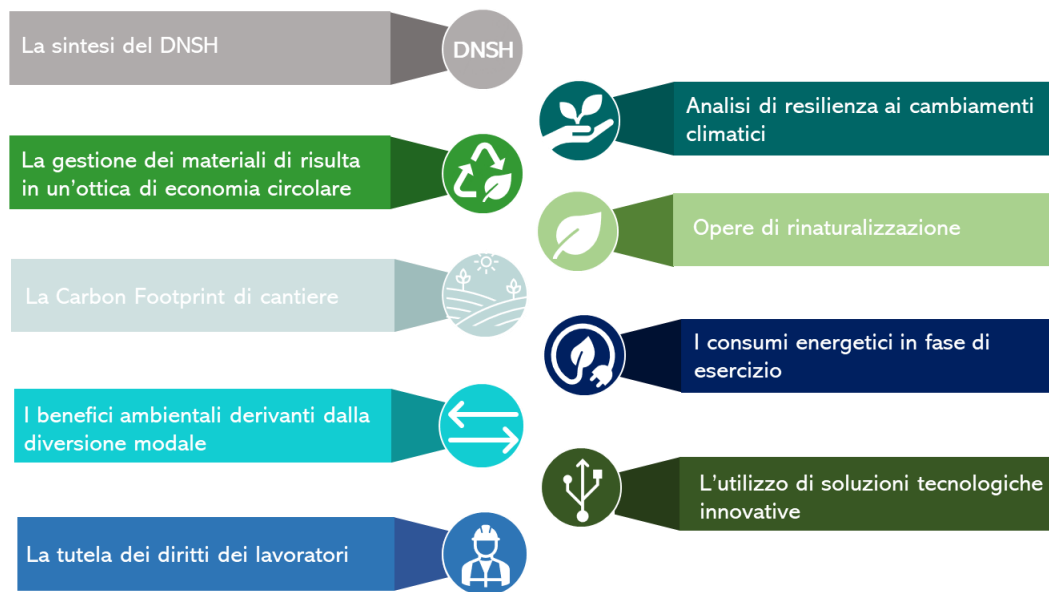 La sintesi del DNSH
DNSH
La gestione dei materiali di risulta
in un'ottica di economia circolare
La Carbon Footprint di cantiere
I benefici ambientali derivanti dalla
diversione modale
La tutela dei diritti dei lavoratori
Analisi di resilienza ai cambiamenti
climatici
Opere di rinaturalizzazione
I consumi energetici in fase di
esercizio
L'utilizzo di soluzioni tecnologiche
innovative